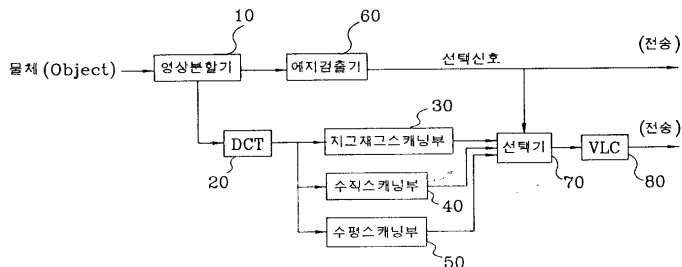 10
60
물체 (Object)
영상분할기
에지검출기
선택신호
(전송)
30
(전송)
DCT
지그재그스캐닝부
선택기
VLC
20
70
80
수직스캐닝부
40
수평스캐닝부
50